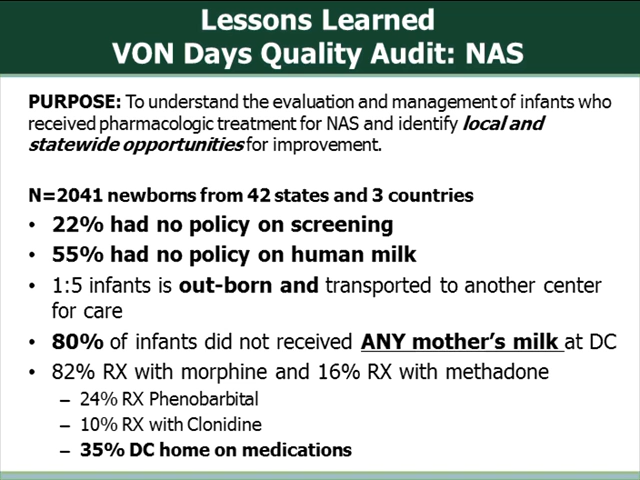 Lessons Learned
VON Days Quality Audit: NAS
PURPOSE: To understand the evaluation and management of infants who
received pharmacologic treatment for NAS and identify local and
statewide opportunities for improvement.
N=2041 newborns from 42 states and 3 countries
• 22% had no policy on screening
• 55% had no policy on human milk
• 1:5 infants is out-born and transported to another center
for care
• 80% of infants did not received ANY mother's milk at DC
• 82% RX with morphine and 16% RX with methadone
– 24% RX Phenobarbital
– 10% RX with Clonidine
– 35% DC home on medications